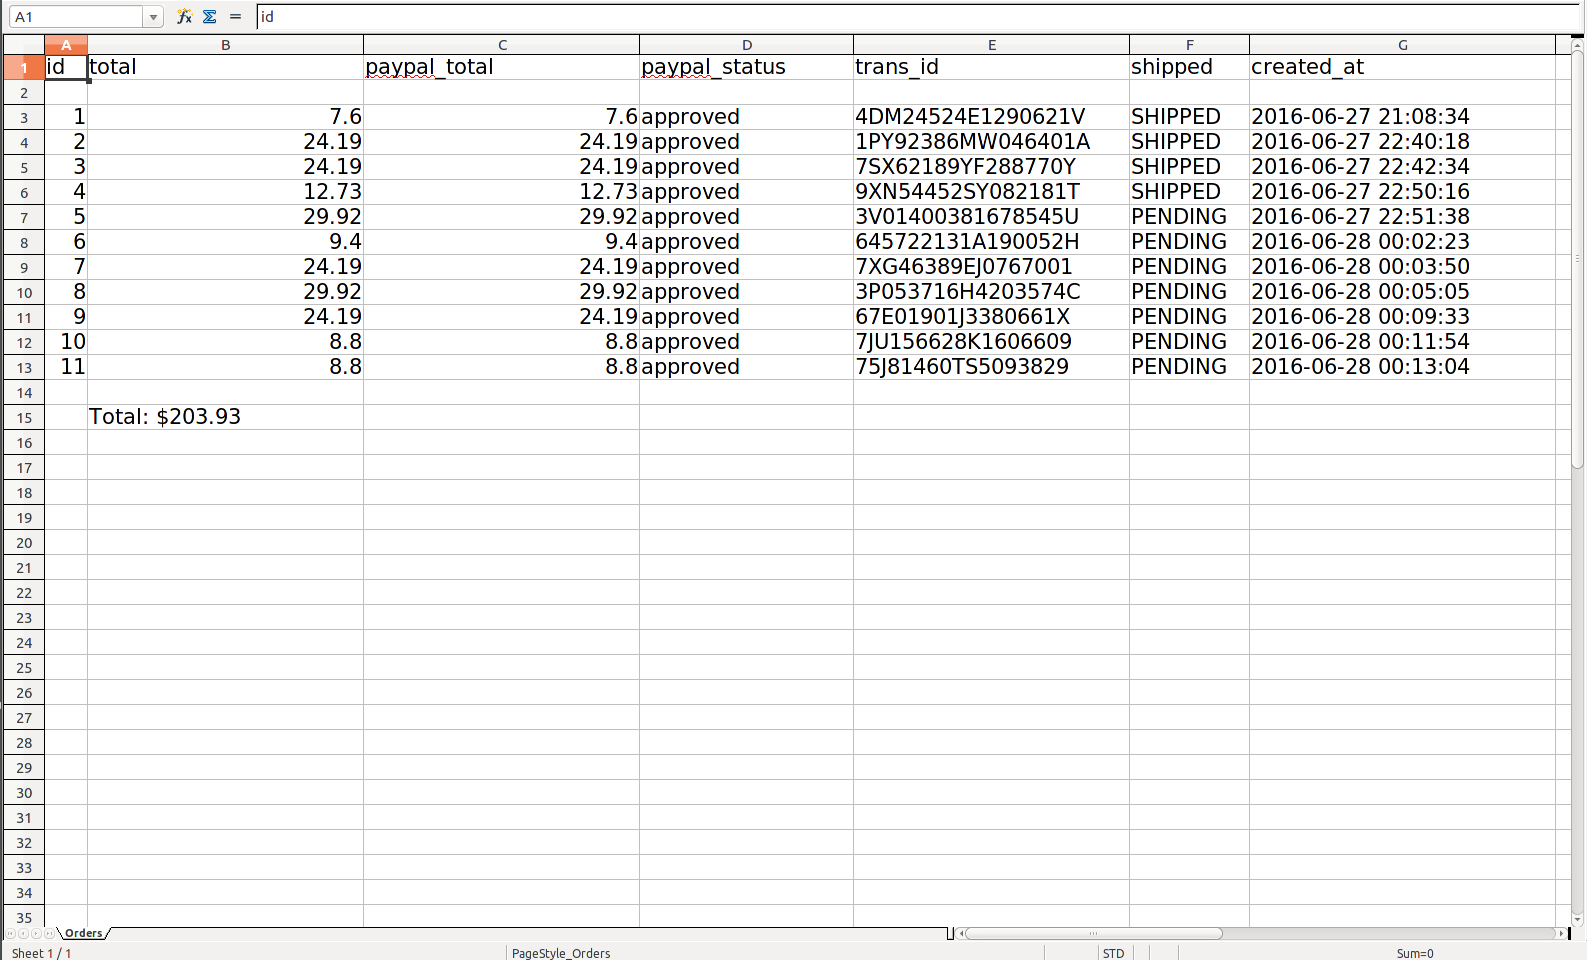 A1 = id
A B C D E F G
1 id total paypal_total paypal_status trans_id shipped created_at
2
3 1 7.6 7.6 approved 4DM24524E1290621V SHIPPED 2016-06-27 21:08:34
4 2 24.19 24.19 approved 1PY92386MW046401A SHIPPED 2016-06-27 22:40:18
5 3 24.19 24.19 approved 7SX62189YF288770Y SHIPPED 2016-06-27 22:42:34
6 4 12.73 12.73 approved 9XN54452SY082181T SHIPPED 2016-06-27 22:50:16
7 5 29.92 29.92 approved 3V01400381678545U PENDING 2016-06-27 22:51:38
8 6 9.4 9.4 approved 645722131A190052H PENDING 2016-06-28 00:02:23
9 7 24.19 24.19 approved 7XG46389EJ0767001 PENDING 2016-06-28 00:03:50
10 8 29.92 29.92 approved 3P053716H4203574C PENDING 2016-06-28 00:05:05
11 9 24.19 24.19 approved 67E01901J3380661X PENDING 2016-06-28 00:09:33
12 10 8.8 8.8 approved 7JU156628K1606609 PENDING 2016-06-28 00:11:54
13 11 8.8 8.8 approved 75J81460TS5093829 PENDING 2016-06-28 00:13:04
14
15 Total: $203.93
16
17
18
19
20
21
22
23
24
25
26
27
28
29
30
31
32
33
34
35
Orders
Sheet 1 / 1 PageStyle_Orders STD Sum=0